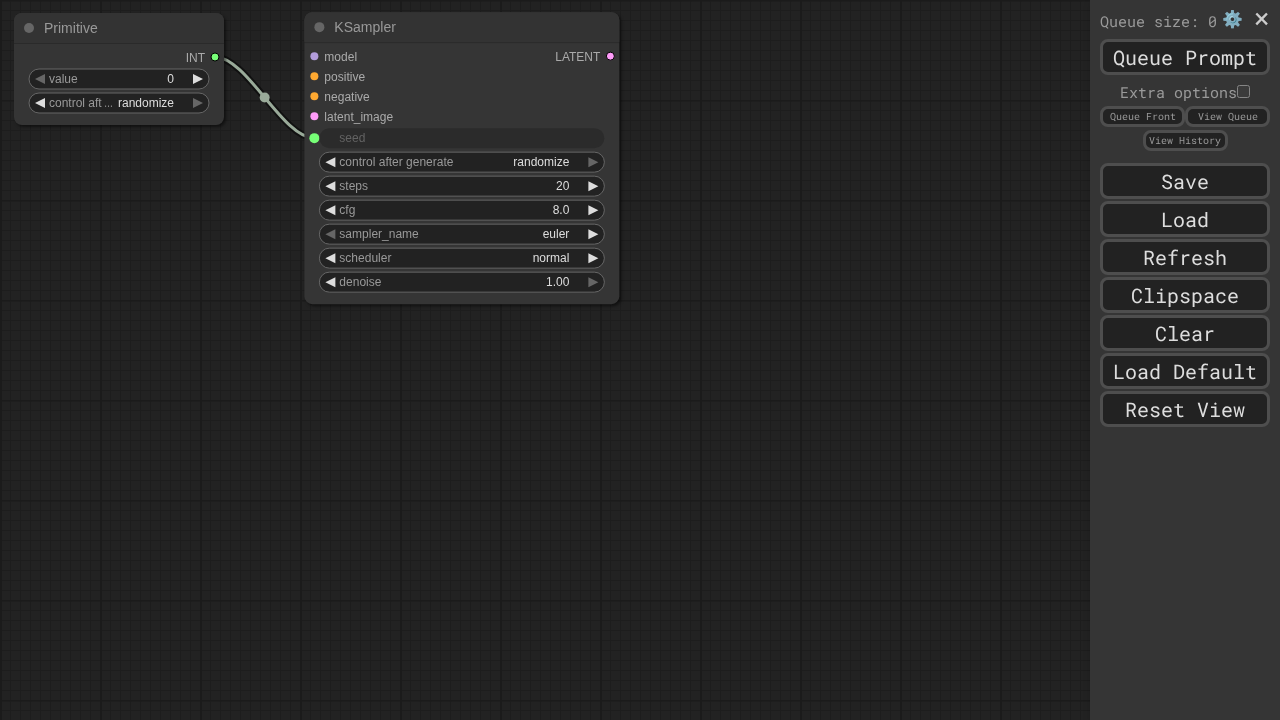 Primitive
INT
value 0
control aft ... randomize
KSampler
model LATENT
positive
negative
latent_image
seed
control after generate randomize
steps 20
cfg 8.0
sampler_name euler
scheduler normal
denoise 1.00
Queue size: 0
Queue Prompt
Extra options
Queue Front View Queue
View History
Save
Load
Refresh
Clipspace
Clear
Load Default
Reset View